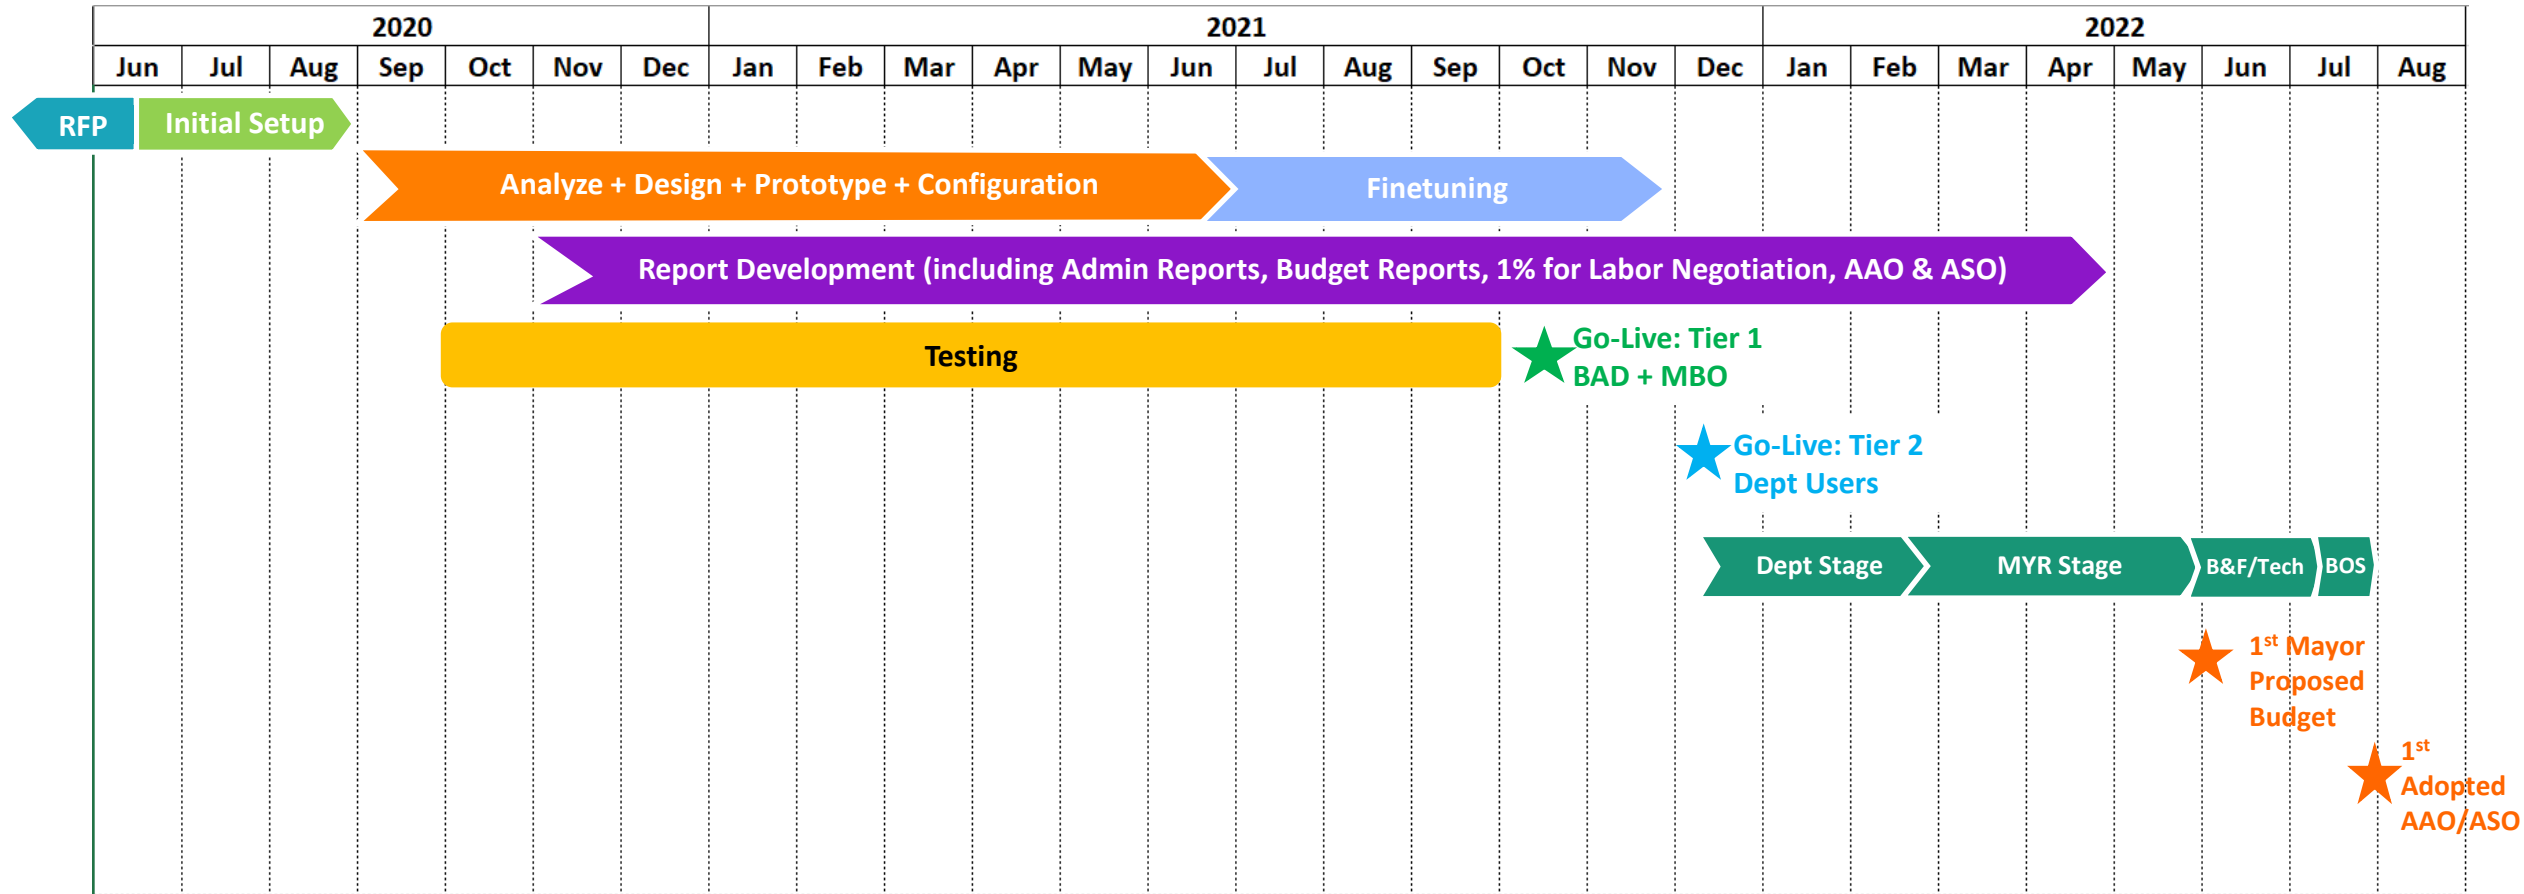 2020 2021 2022
Jun Jul Aug Sep Oct Nov Dec Jan Feb Mar Apr May Jun Jul Aug Sep Oct Nov Dec Jan Feb Mar Apr May Jun Jul Aug
RFP Initial Setup
Analyze + Design + Prototype + Configuration Finetuning
Report Development (including Admin Reports, Budget Reports, 1% for Labor Negotiation, AAO & ASO)
Testing
Go-Live: Tier 1
BAD + MBO
Go-Live: Tier 2
Dept Users
Dept Stage MYR Stage B&F/Tech BOS
1st Mayor
Proposed
Budget
1st
Adopted
AAO/ASO